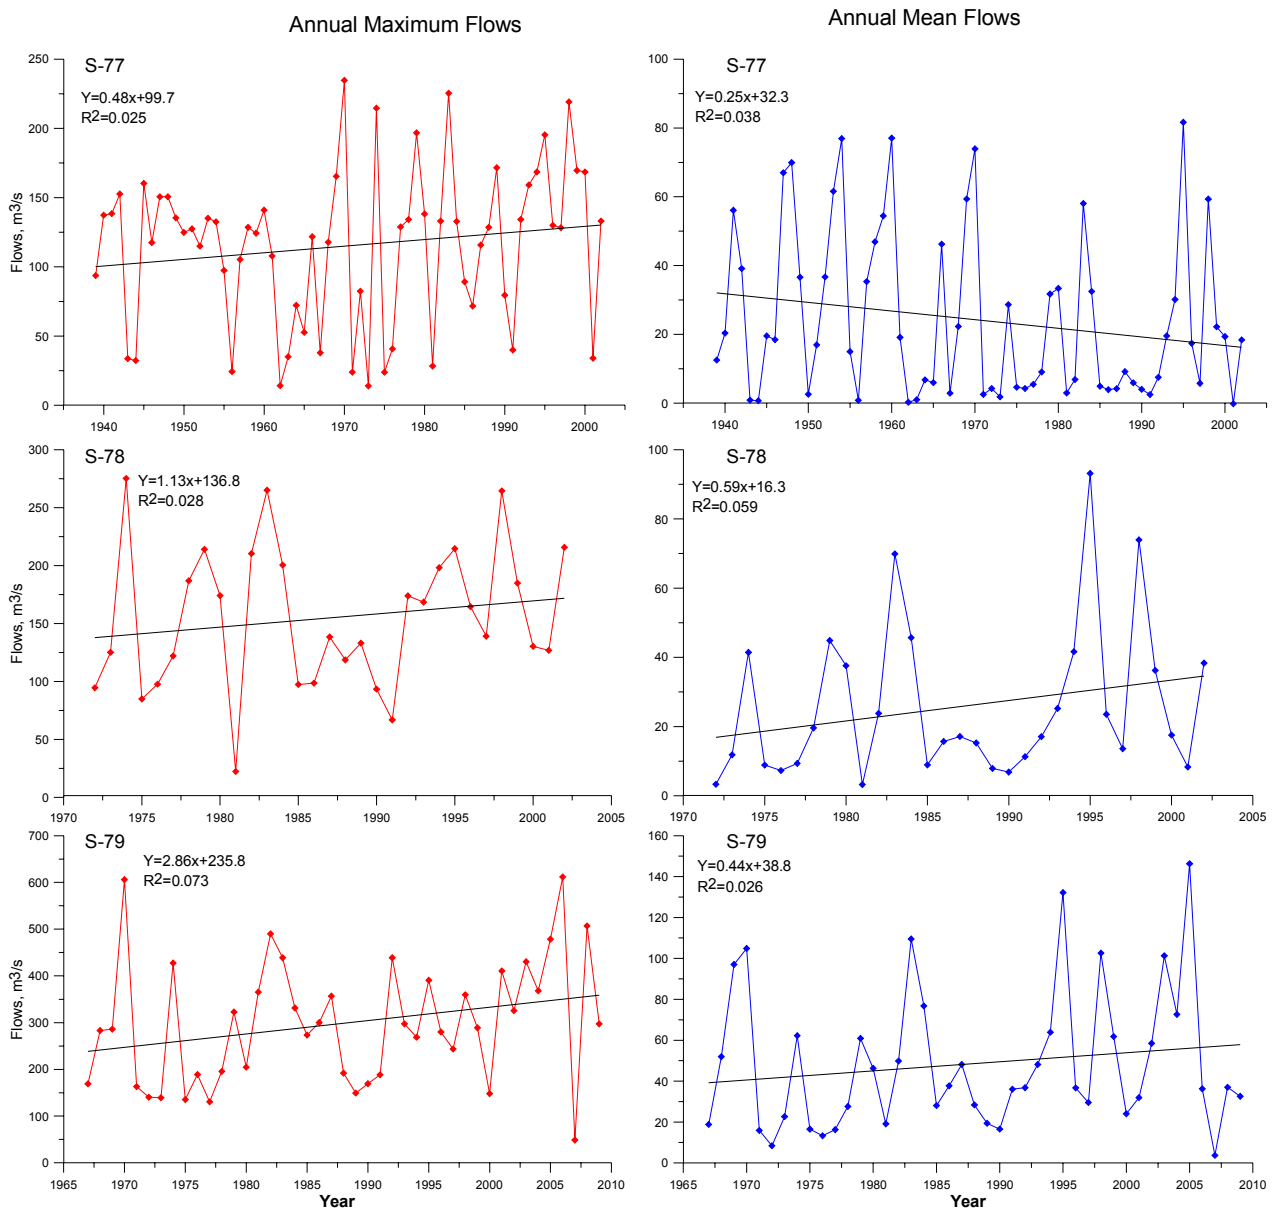 Annual Maximum Flows
Annual Mean Flows
S-77
Y=0.48x+99.7
R2=0.025
Flows, m3/s
250
200
150
100
50
0
1940 1950 1960 1970 1980 1990 2000
S-77
Y=0.25x+32.3
R2=0.038
100
80
60
40
20
0
1940 1950 1960 1970 1980 1990 2000
S-78
Y=1.13x+136.8
R2=0.028
Flows, m3/s
300
250
200
150
100
50
0
1970 1975 1980 1985 1990 1995 2000 2005
S-78
Y=0.59x+16.3
R2=0.059
100
80
60
40
20
0
1970 1975 1980 1985 1990 1995 2000 2005
S-79
Y=2.86x+235.8
R2=0.073
Flows, m3/s
700
600
500
400
300
200
100
0
1965 1970 1975 1980 1985 1990 1995 2000 2005 2010
Year
S-79
Y=0.44x+38.8
R2=0.026
160
140
120
100
80
60
40
20
0
1965 1970 1975 1980 1985 1990 1995 2000 2005 2010
Year